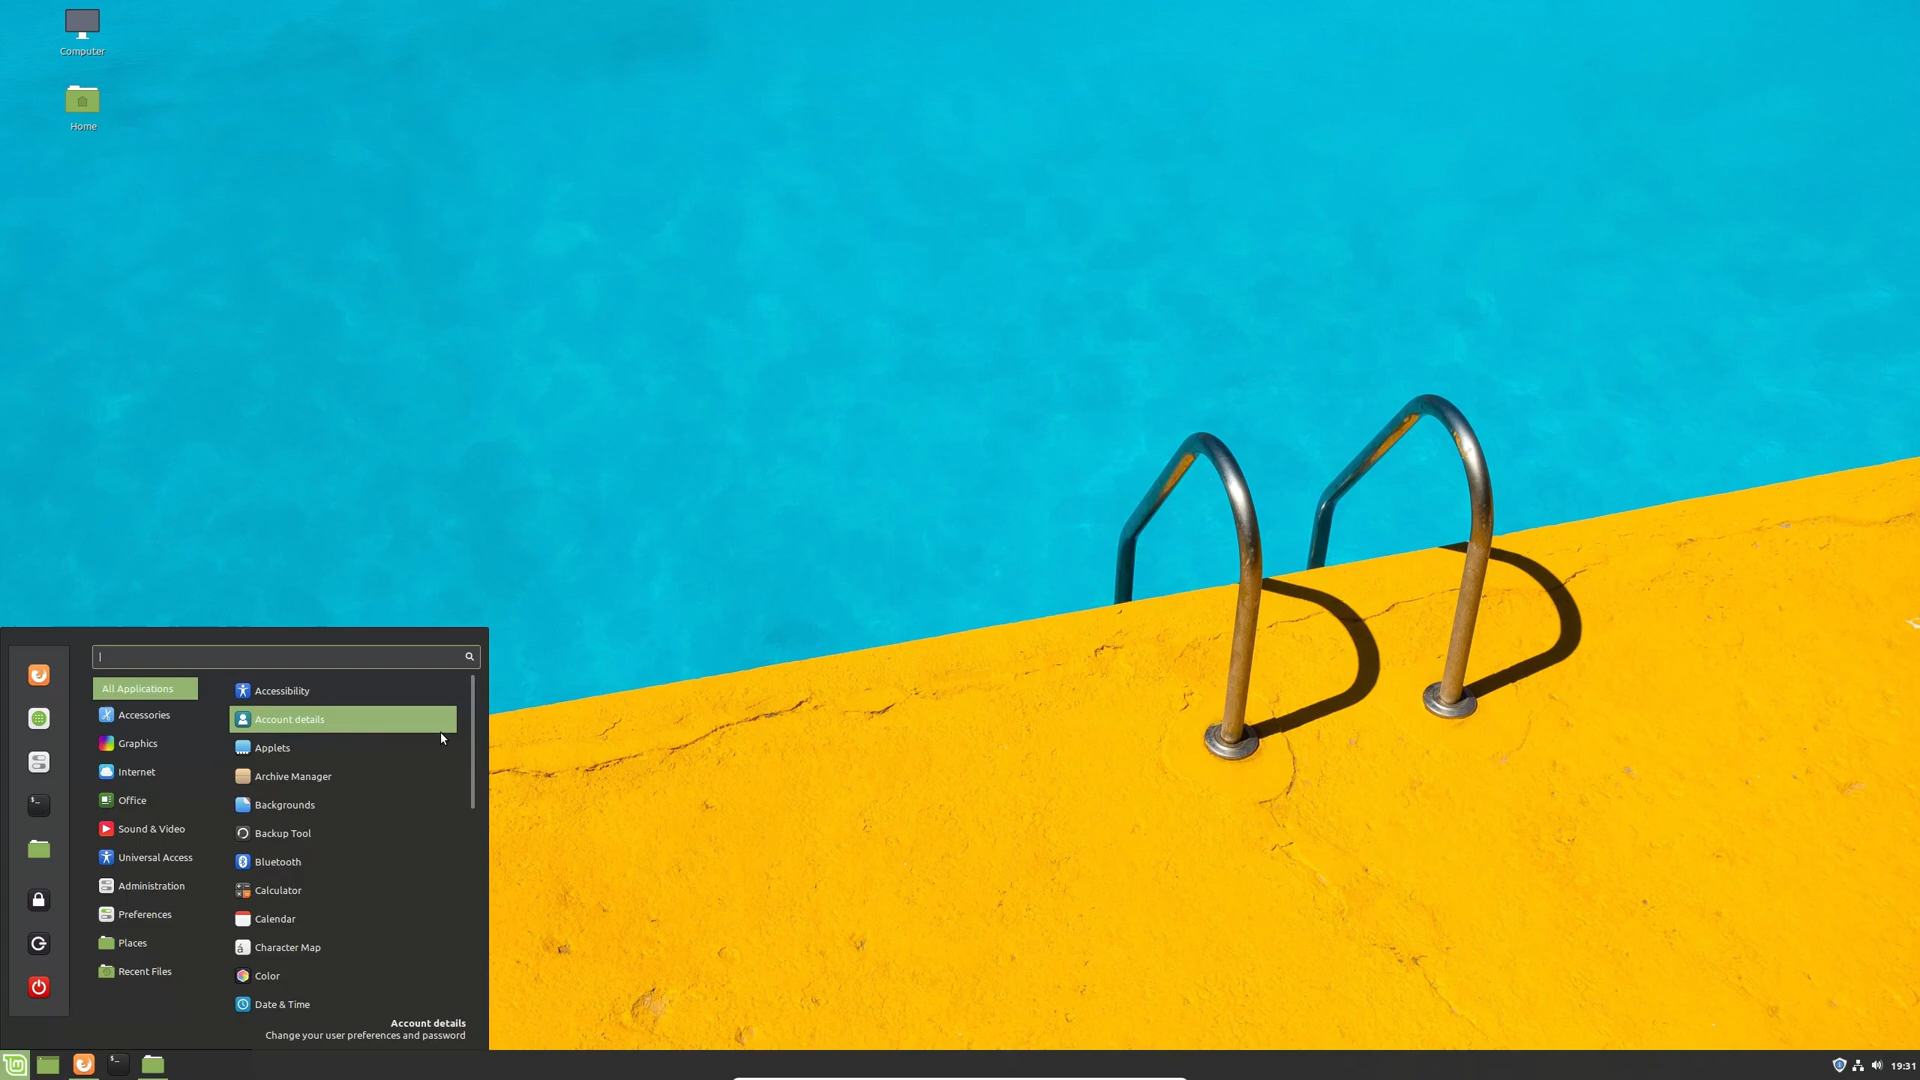 Computer
Home
All Applications
Accessories
Graphics
Internet
Office
Sound & Video
Universal Access
Administration
Preferences
Places
Recent Files
Accessibility
Account details
Applets
Archive Manager
Backgrounds
Backup Tool
Bluetooth
Calculator
Calendar
Character Map
Color
Date & Time
Account details
Change your user preferences and password
19:31